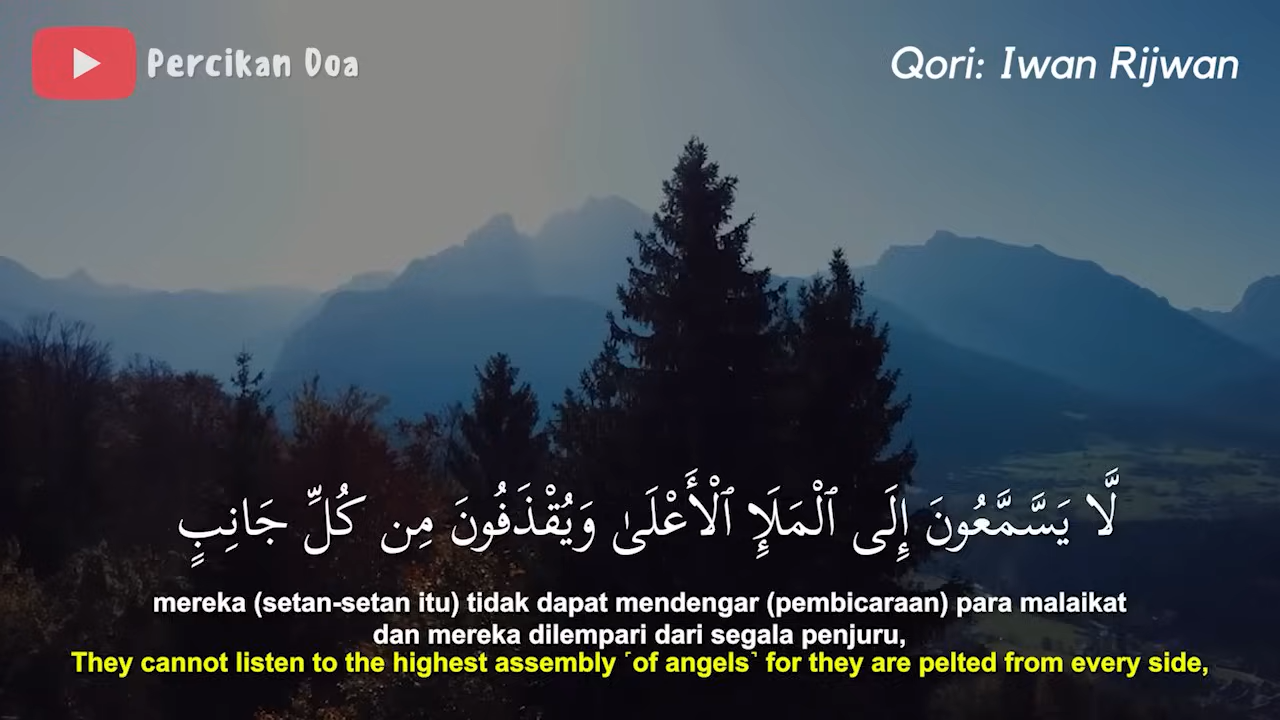 Percikan Doa
Qori: Iwan Rijwan
لَّا يَسَّمَّعُونَ إِلَى ٱلْمَلَإِ ٱلْأَعْلَىٰ وَيُقْذَفُونَ مِن كُلِّ جَانِبٍ
mereka (setan-setan itu) tidak dapat mendengar (pembicaraan) para malaikat
dan mereka dilempari dari segala penjuru,
They cannot listen to the highest assembly ˹of angels˺ for they are pelted from every side,